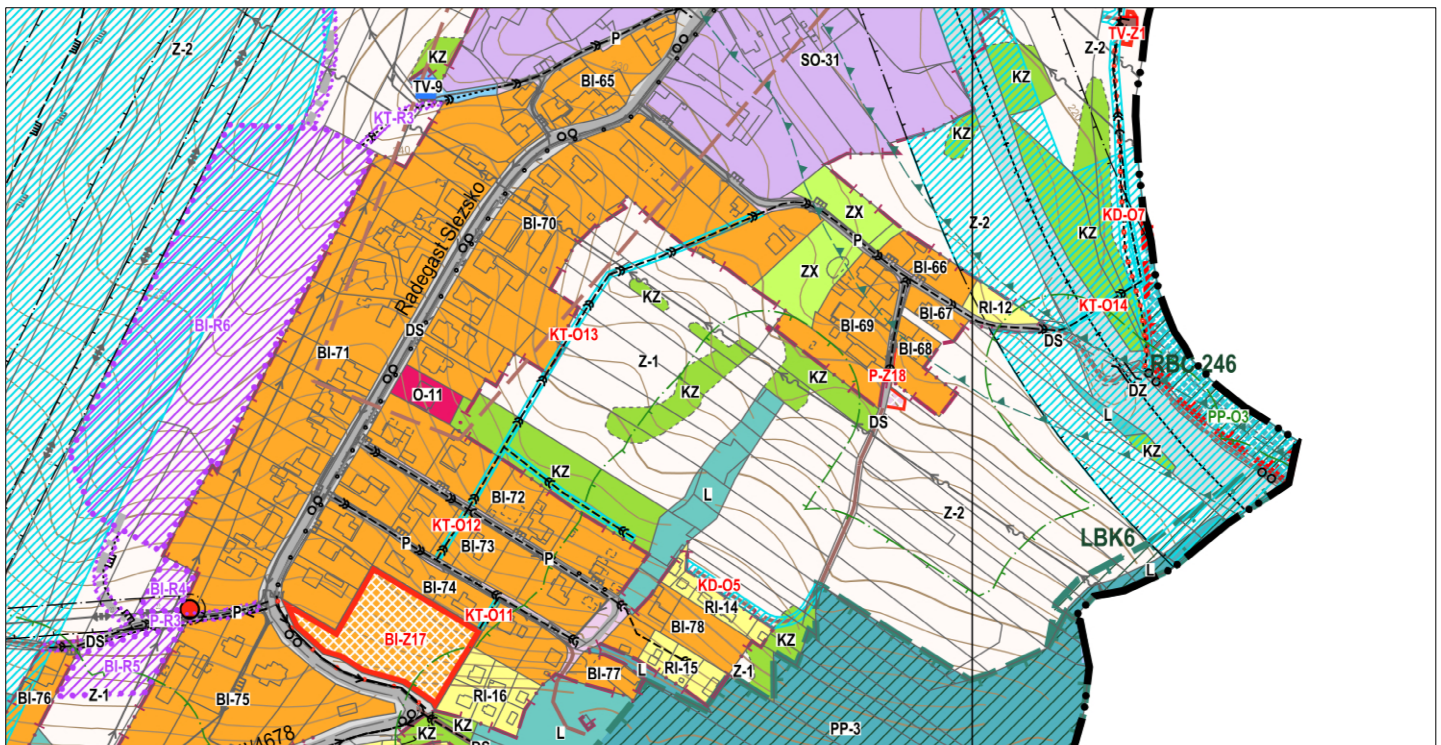 Z-2
P
KZ
BI-65
TV-9
KT-R3
SO-31
Z-2
TV-Z1
KZ
KZ
220
KZ
Z-2
KD-O7
KZ
ZX
P
ZX
BI-66
BI-70
Radegast Slezsko
KZ
RI-12
KT-O14
BI-67
BI-69
BI-68
DS
BI-R6
DS
KT-O13
BI-71
Z-1
KZ
KZ
P-Z18
RBC 246
DZ
L
PP-O3
O-11
DS
KZ
KZ
L
BI-72
KT-O12
BI-73
P
P
Z-2
LBK6
L
BI-74
KD-O5
RI-14
BI-R4
P-R3
P
KT-O11
BI-78
KZ
DS
BI-Z17
BI-R5
Z-1
BI-77
L
RI-15
Z-1
BI-76
BI-75
RI-16
KZ
KZ
L
PP-3
DS